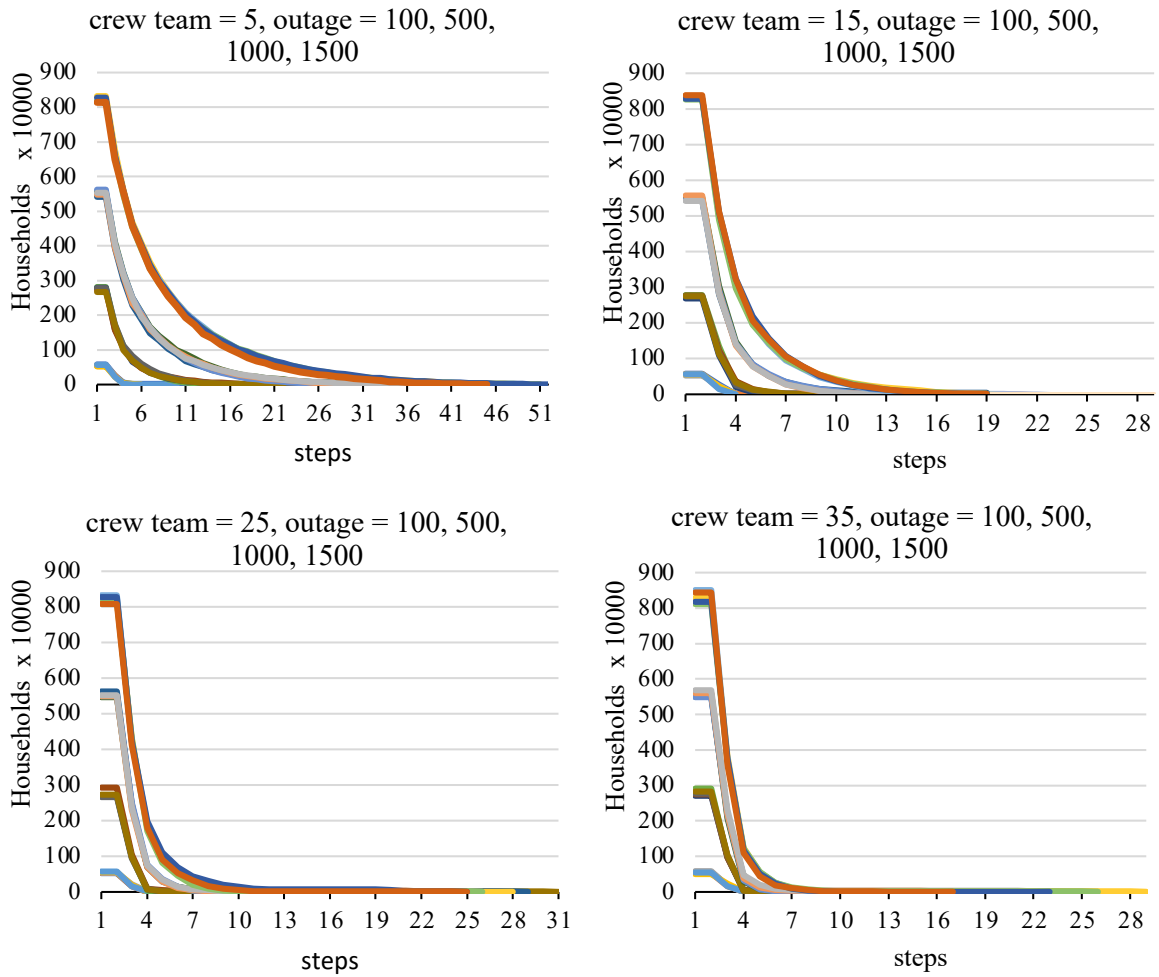 crew team = 5, outage = 100, 500,
1000, 1500
Households x 10000
900
800
700
600
500
400
300
200
100
0
1 6 11 16 21 26 31 36 41 46 51
steps
crew team = 15, outage = 100, 500,
1000, 1500
Households x 10000
900
800
700
600
500
400
300
200
100
0
1 4 7 10 13 16 19 22 25 28
steps
crew team = 25, outage = 100, 500,
1000, 1500
Households x 10000
900
800
700
600
500
400
300
200
100
0
1 4 7 10 13 16 19 22 25 28 31
steps
crew team = 35, outage = 100, 500,
1000, 1500
Households x 10000
900
800
700
600
500
400
300
200
100
0
1 4 7 10 13 16 19 22 25 28
steps